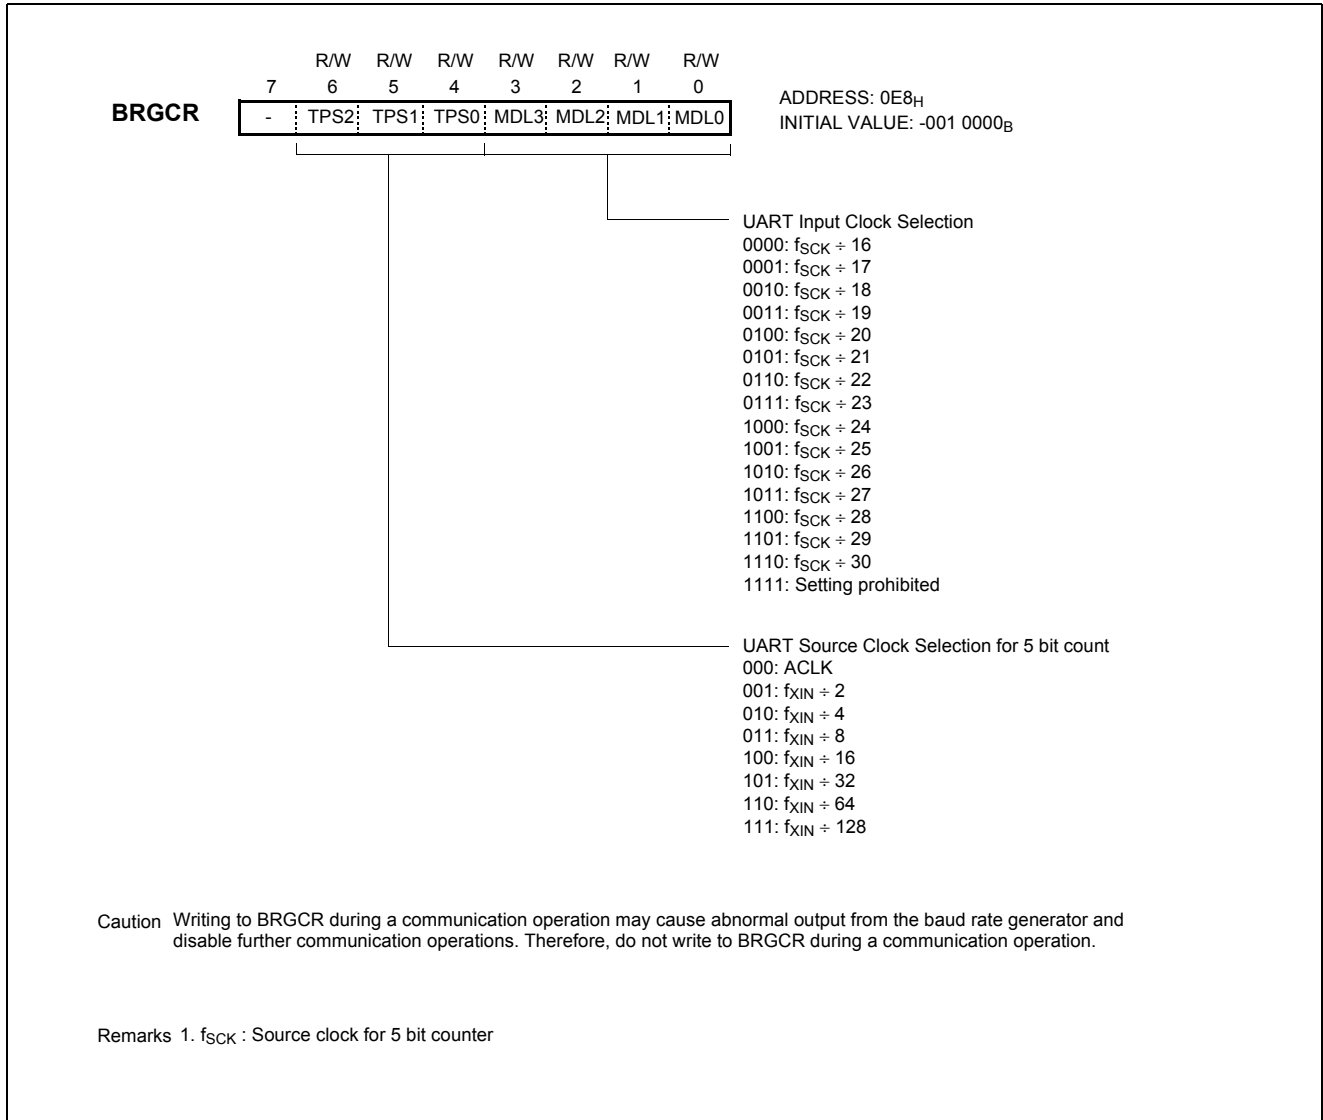 R/W R/W R/W R/W R/W R/W R/W
7 6 5 4 3 2 1 0
BRGCR - TPS2 TPS1 TPS0 MDL3 MDL2 MDL1 MDL0
ADDRESS: 0E8H
INITIAL VALUE: -001 0000B
UART Input Clock Selection
0000: fSCK ÷ 16
0001: fSCK ÷ 17
0010: fSCK ÷ 18
0011: fSCK ÷ 19
0100: fSCK ÷ 20
0101: fSCK ÷ 21
0110: fSCK ÷ 22
0111: fSCK ÷ 23
1000: fSCK ÷ 24
1001: fSCK ÷ 25
1010: fSCK ÷ 26
1011: fSCK ÷ 27
1100: fSCK ÷ 28
1101: fSCK ÷ 29
1110: fSCK ÷ 30
1111: Setting prohibited
UART Source Clock Selection for 5 bit count
000: ACLK
001: fXIN ÷ 2
010: fXIN ÷ 4
011: fXIN ÷ 8
100: fXIN ÷ 16
101: fXIN ÷ 32
110: fXIN ÷ 64
111: fXIN ÷ 128
Caution Writing to BRGCR during a communication operation may cause abnormal output from the baud rate generator and
disable further communication operations. Therefore, do not write to BRGCR during a communication operation.
Remarks 1. fSCK : Source clock for 5 bit counter